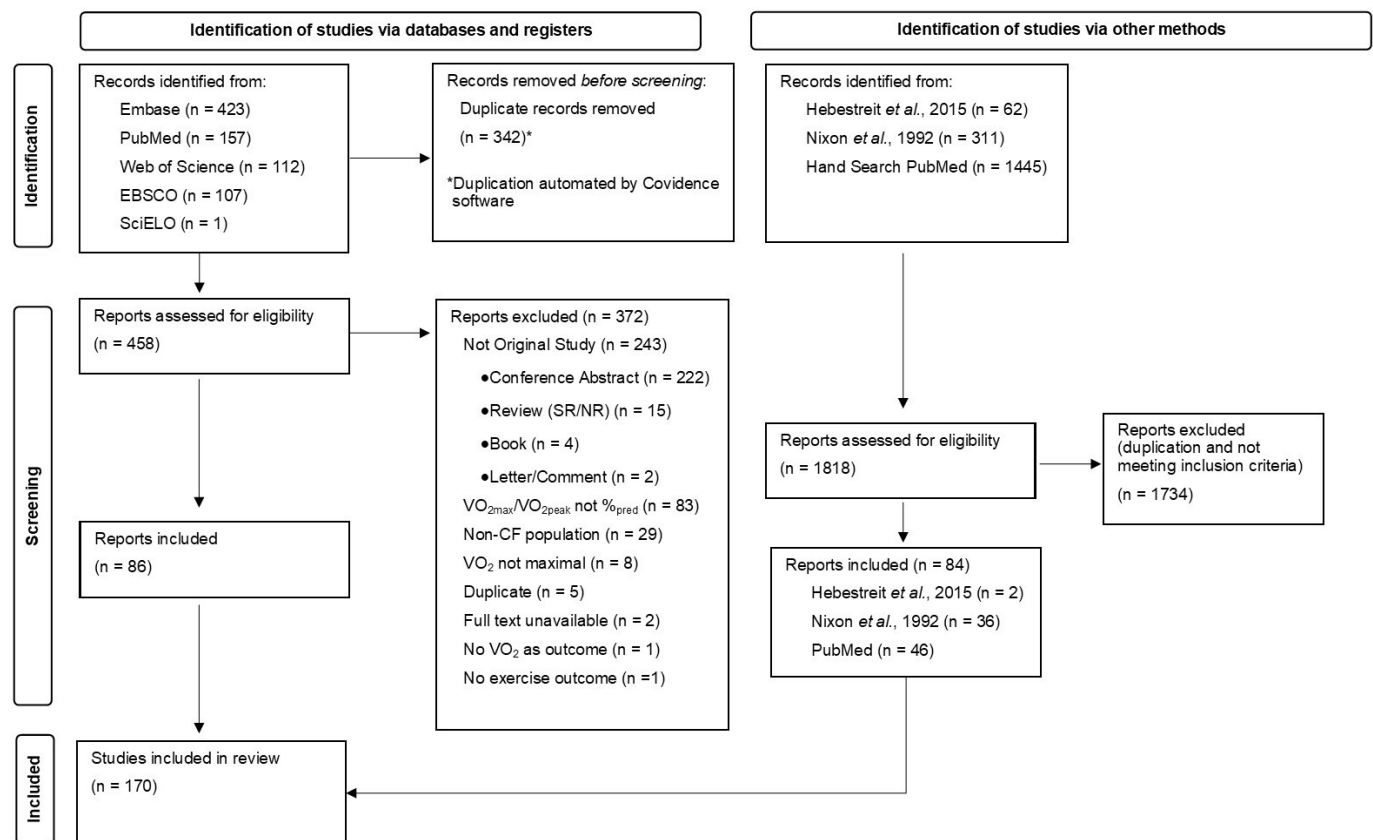 Identification of studies via databases and registers
Identification of studies via other methods
Identification
Records identified from:
Embase (n = 423)
PubMed (n = 157)
Web of Science (n = 112)
EBSCO (n = 107)
SciELO (n = 1)
Records removed before screening:
Duplicate records removed
(n = 342)*
*Duplication automated by Covidence
software
Records identified from:
Hebestreit et al., 2015 (n = 62)
Nixon et al., 1992 (n = 311)
Hand Search PubMed (n = 1445)
Screening
Reports assessed for eligibility
(n = 458)
Reports excluded (n = 372)
Not Original Study (n = 243)
●Conference Abstract (n = 222)
●Review (SR/NR) (n = 15)
●Book (n = 4)
●Letter/Comment (n = 2)
VO2max/VO2peak not %pred (n = 83)
Non-CF population (n = 29)
VO2 not maximal (n = 8)
Duplicate (n = 5)
Full text unavailable (n = 2)
No VO2 as outcome (n = 1)
No exercise outcome (n =1)
Reports assessed for eligibility
(n = 1818)
Reports excluded
(duplication and not
meeting inclusion criteria)
(n = 1734)
Reports included
(n = 86)
Reports included (n = 84)
Hebestreit et al., 2015 (n = 2)
Nixon et al., 1992 (n = 36)
PubMed (n = 46)
Included
Studies included in review
(n = 170)